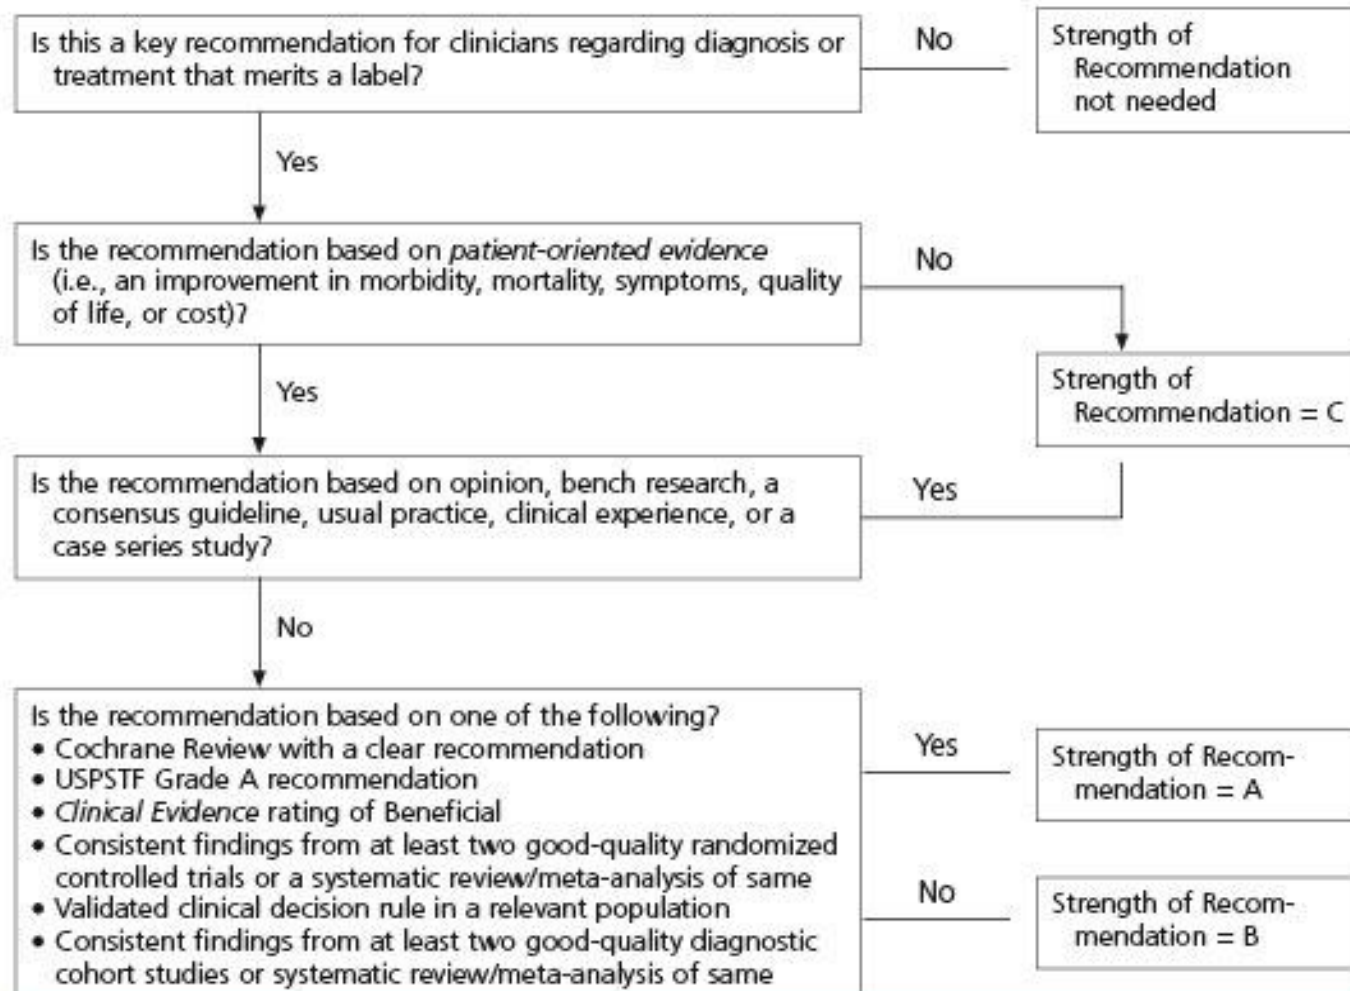 Is this a key recommendation for clinicians regarding diagnosis or
treatment that merits a label?
No
Strength of
Recommendation
not needed
Yes
Is the recommendation based on patient-oriented evidence
(i.e., an improvement in morbidity, mortality, symptoms, quality
of life, or cost)?
No
Strength of
Recommendation = C
Yes
Is the recommendation based on opinion, bench research, a
consensus guideline, usual practice, clinical experience, or a
case series study?
Yes
No
Is the recommendation based on one of the following?
• Cochrane Review with a clear recommendation
• USPSTF Grade A recommendation
• Clinical Evidence rating of Beneficial
• Consistent findings from at least two good-quality randomized
controlled trials or a systematic review/meta-analysis of same
• Validated clinical decision rule in a relevant population
• Consistent findings from at least two good-quality diagnostic
cohort studies or systematic review/meta-analysis of same
Yes
Strength of Recom-
mendation = A
No
Strength of Recom-
mendation = B